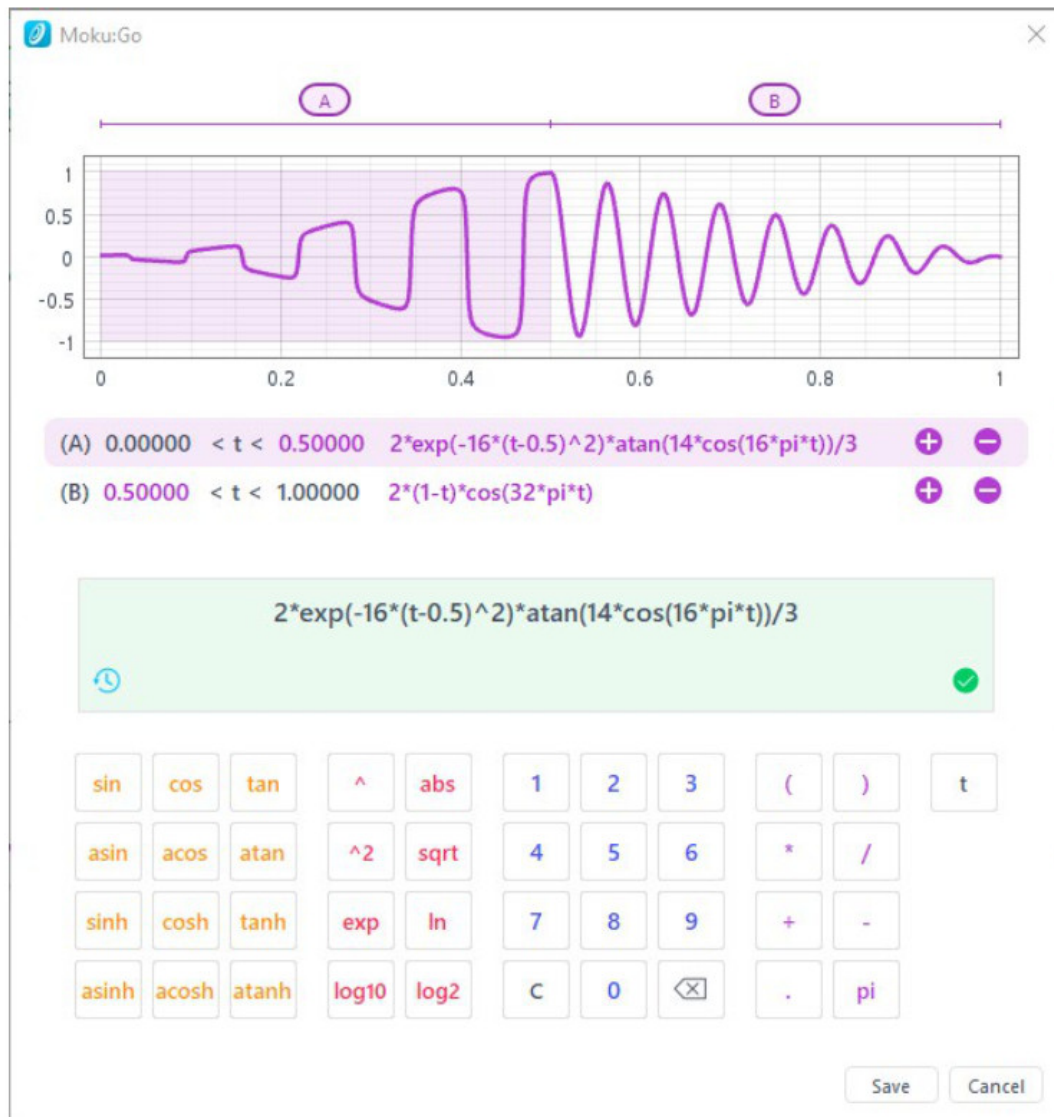 Moku:Go
A B
1
0.5
0
-0.5
-1
0 0.2 0.4 0.6 0.8 1
(A) 0.00000 < t < 0.50000 2*exp(-16*(t-0.5)^2)*atan(14*cos(16*pi*t))/3
(B) 0.50000 < t < 1.00000 2*(1-t)*cos(32*pi*t)
2*exp(-16*(t-0.5)^2)*atan(14*cos(16*pi*t))/3
sin cos tan ^ abs 1 2 3 ( ) t
asin acos atan ^2 sqrt 4 5 6 * /
sinh cosh tanh exp ln 7 8 9 + -
asinh acosh atanh log10 log2 C 0 . pi
Save Cancel